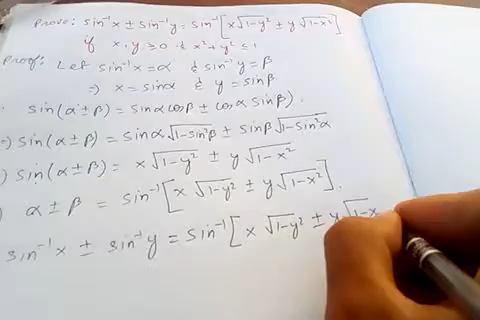 Prove: sin⁻¹x ± sin⁻¹y = sin⁻¹[x√1-y² ± y√1-x²]
if x, y ≥ 0 & x² + y² ≤ 1
Proof: Let sin⁻¹x = α & sin⁻¹y = β
⇒ x = sinα & y = sinβ
sin(α ± β) = sinα cosβ ± cosα sinβ).
⇒) sin(α ± β) = sinα√1-sin²β ± sinβ√1-sin²α
) sin(α ± β) = x√1-y² ± y√1-x²
) α ± β = sin⁻¹[x√1-y² ± y√1-x²].
sin⁻¹x ± sin⁻¹y = sin⁻¹[x√1-y² ± y√1-x